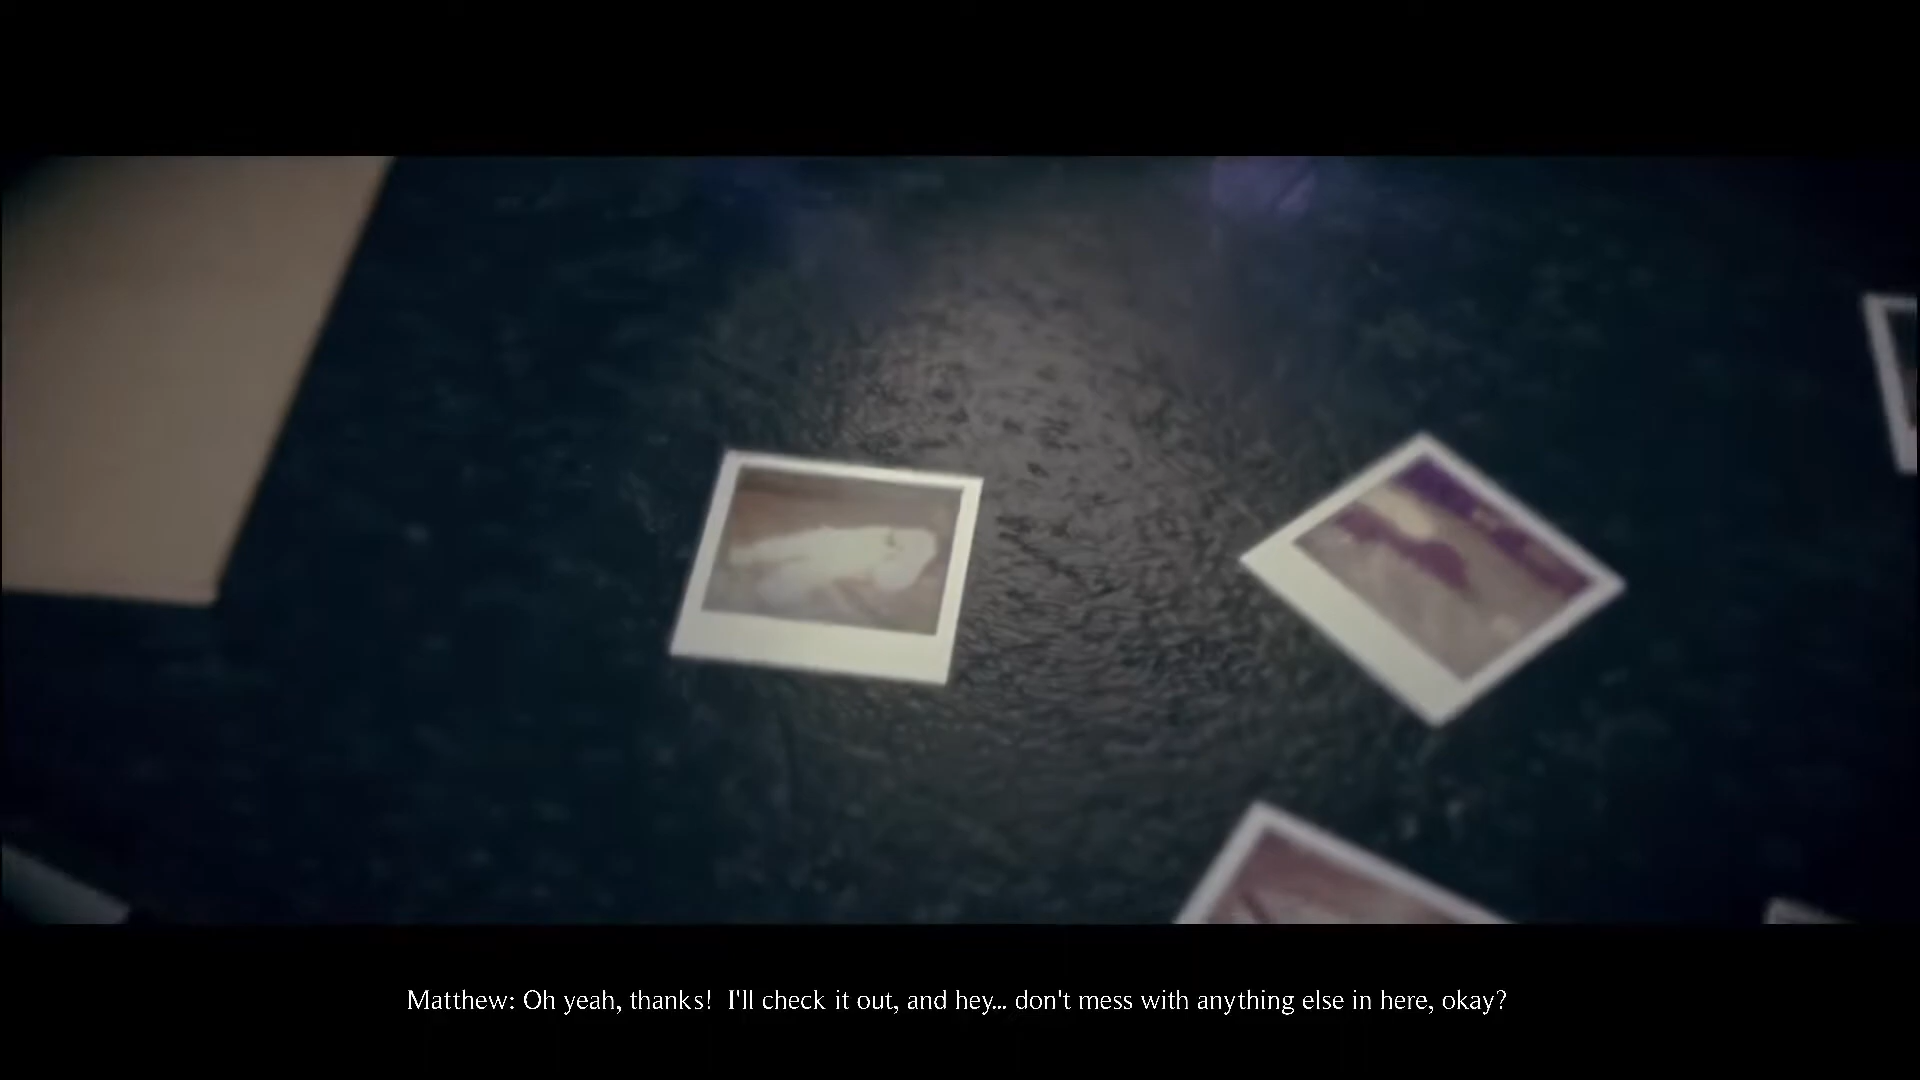 Matthew: Oh yeah, thanks!  I'll check it out, and hey... don't mess with anything else in here, okay?